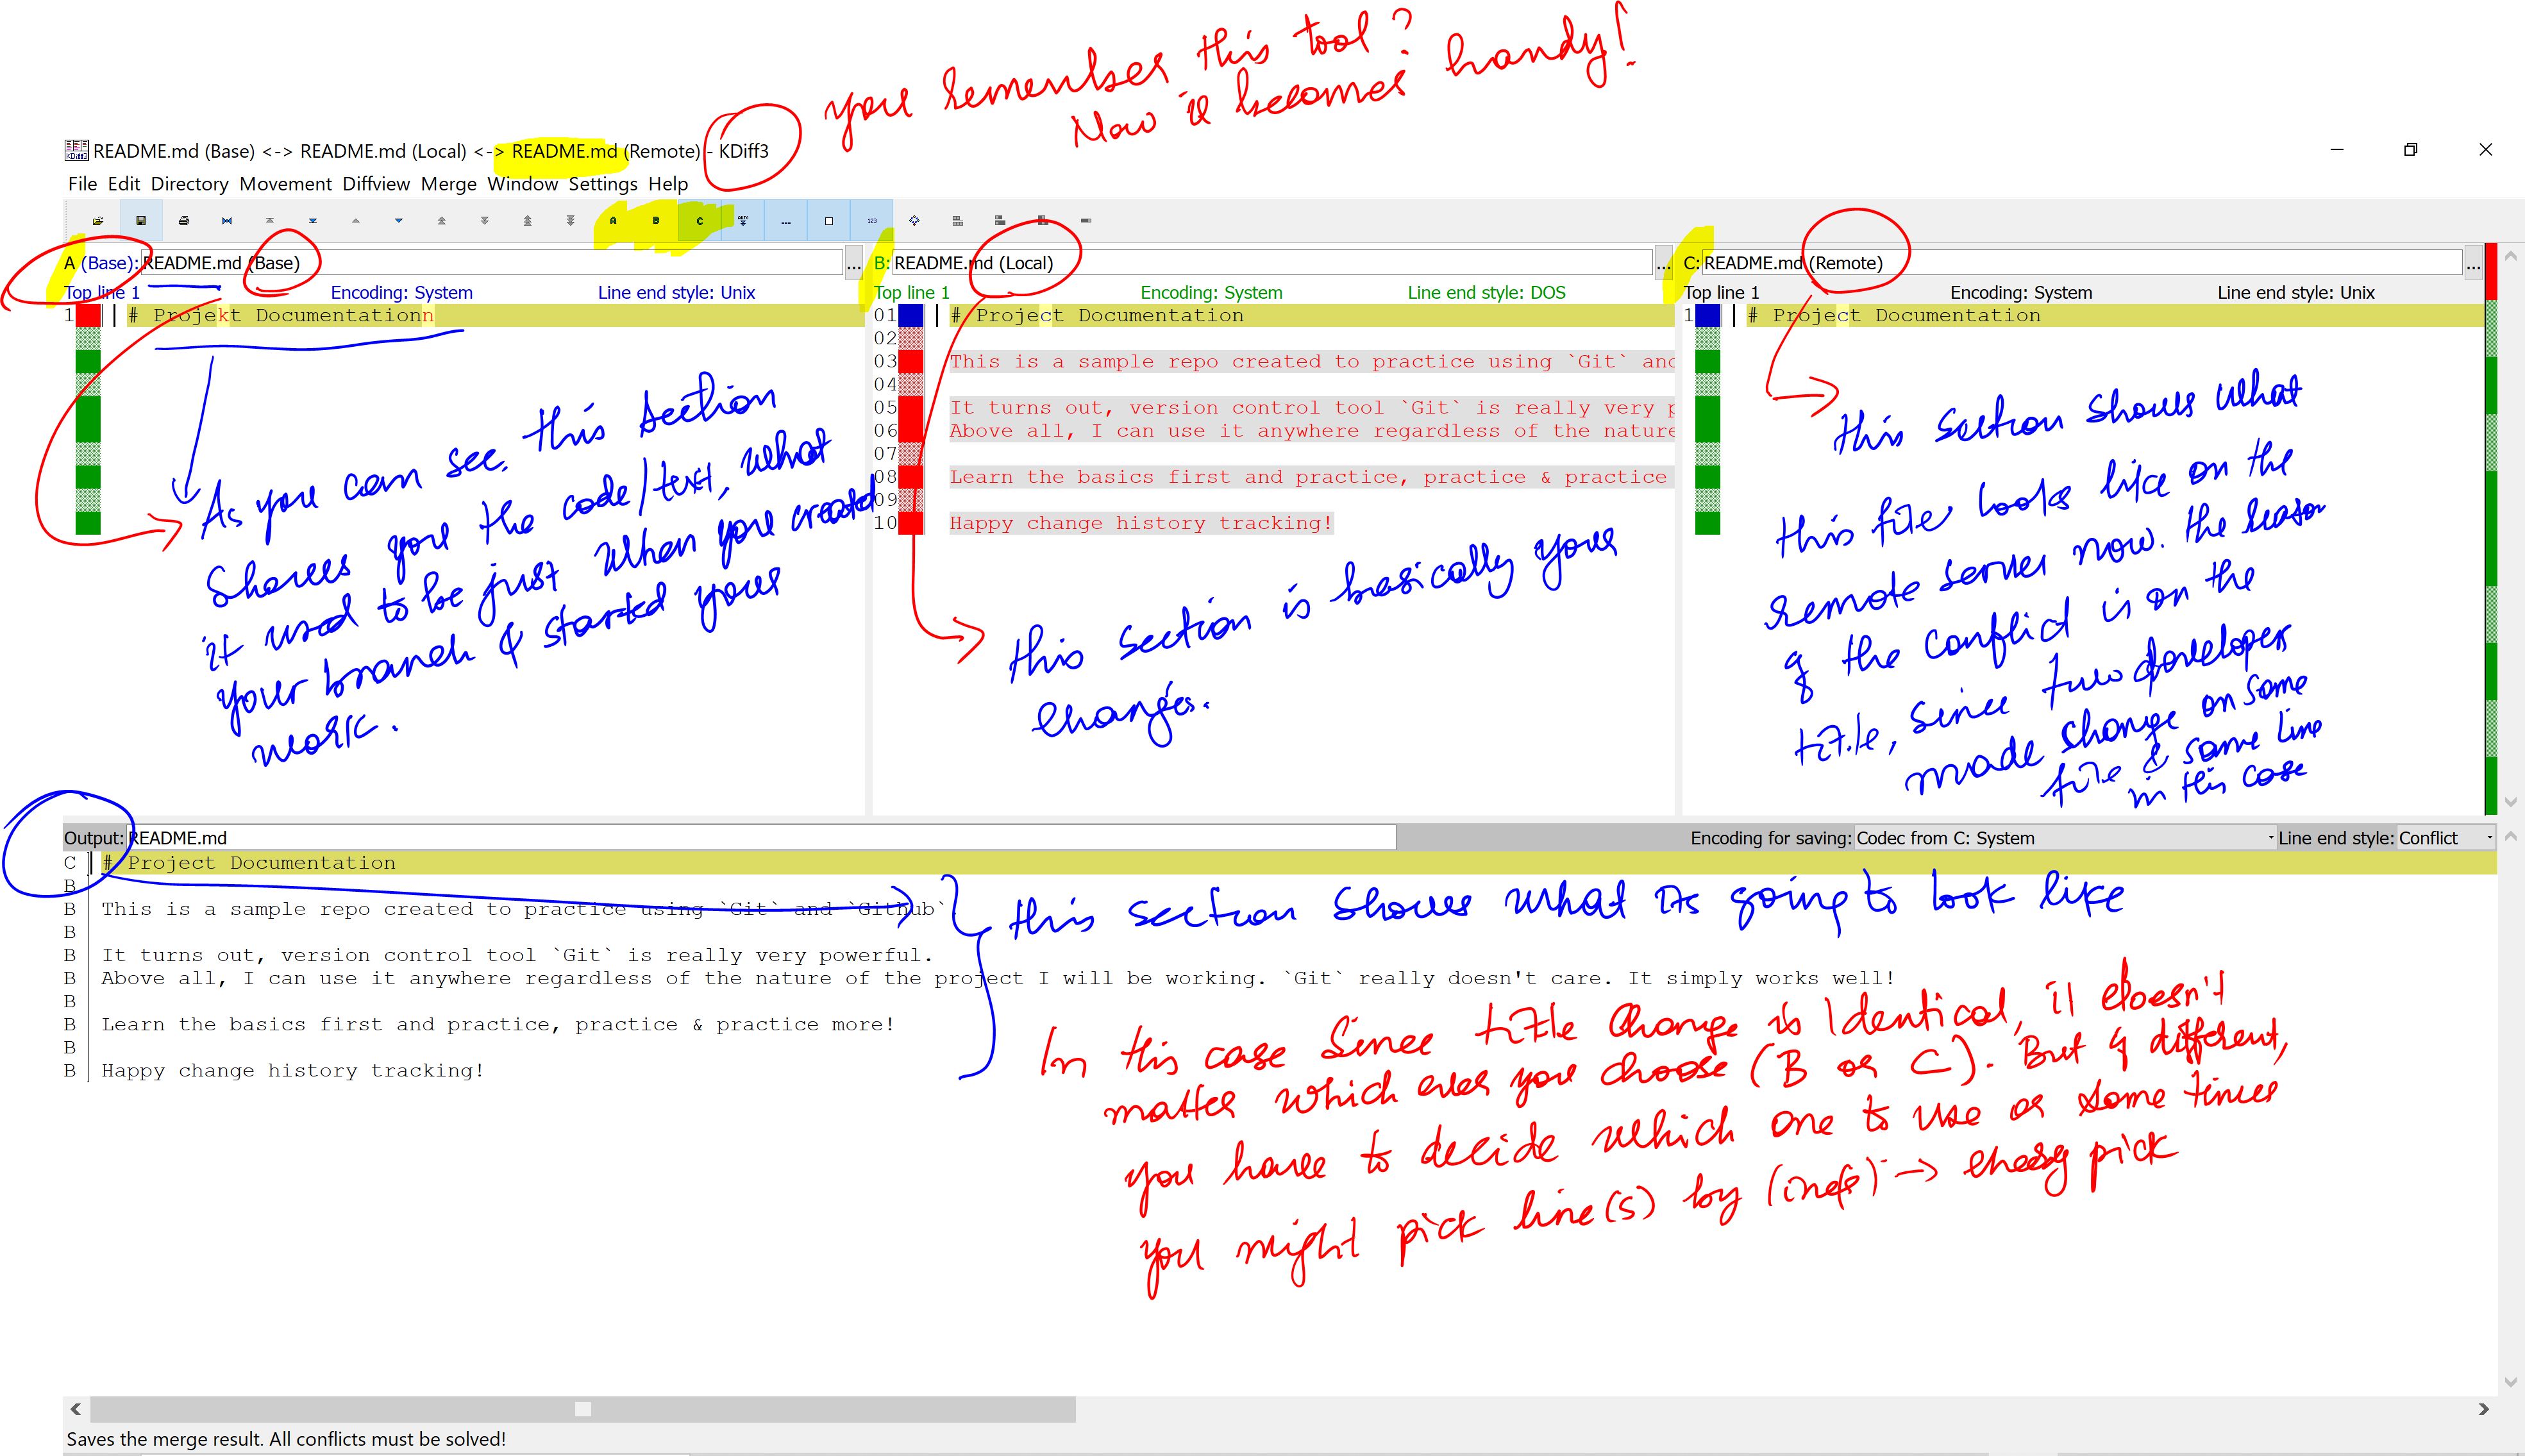 you remember this tool?
Now it becomes handy!
README.md (Base) <-> README.md (Local) <-> README.md (Remote) - KDiff3
File Edit Directory Movement Diffview Merge Window Settings Help
A B C
123
A (Base): README.md (Base) ...
Top line 1 Encoding: System Line end style: Unix
1 # Projekt Documentationn
As you can see, this section
shows you the code/text, what
it used to be just when you created
your branch & started your
work.
B: README.md (Local) ...
Top line 1 Encoding: System Line end style: DOS
01 # Project Documentation
02
03 This is a sample repo created to practice using `Git` and
04
05 It turns out, version control tool `Git` is really very p
06 Above all, I can use it anywhere regardless of the nature
07
08 Learn the basics first and practice, practice & practice
09
10 Happy change history tracking!
this section is basically your
changes.
C: README.md (Remote) ...
Top line 1 Encoding: System Line end style: Unix
1 # Project Documentation
this section shows what
this file looks like on the
remote server now. the reason
of the conflict is on the
title, since two developers
made change on same
file & same line
in this case
Output: README.md Encoding for saving: Codec from C: System Line end style: Conflict
C # Project Documentation
B
B This is a sample repo created to practice using `Git` and `Github`.
B
B It turns out, version control tool `Git` is really very powerful.
B Above all, I can use it anywhere regardless of the nature of the project I will be working. `Git` really doesn't care. It simply works well!
B
B Learn the basics first and practice, practice & practice more!
B
B Happy change history tracking!
this section shows what its going to look like
In this case since title change is identical, it doesn't
matter which ever you choose (B or C). But if different,
you have to decide which one to use or some times
you might pick line(s) by → pick
Saves the merge result. All conflicts must be solved!